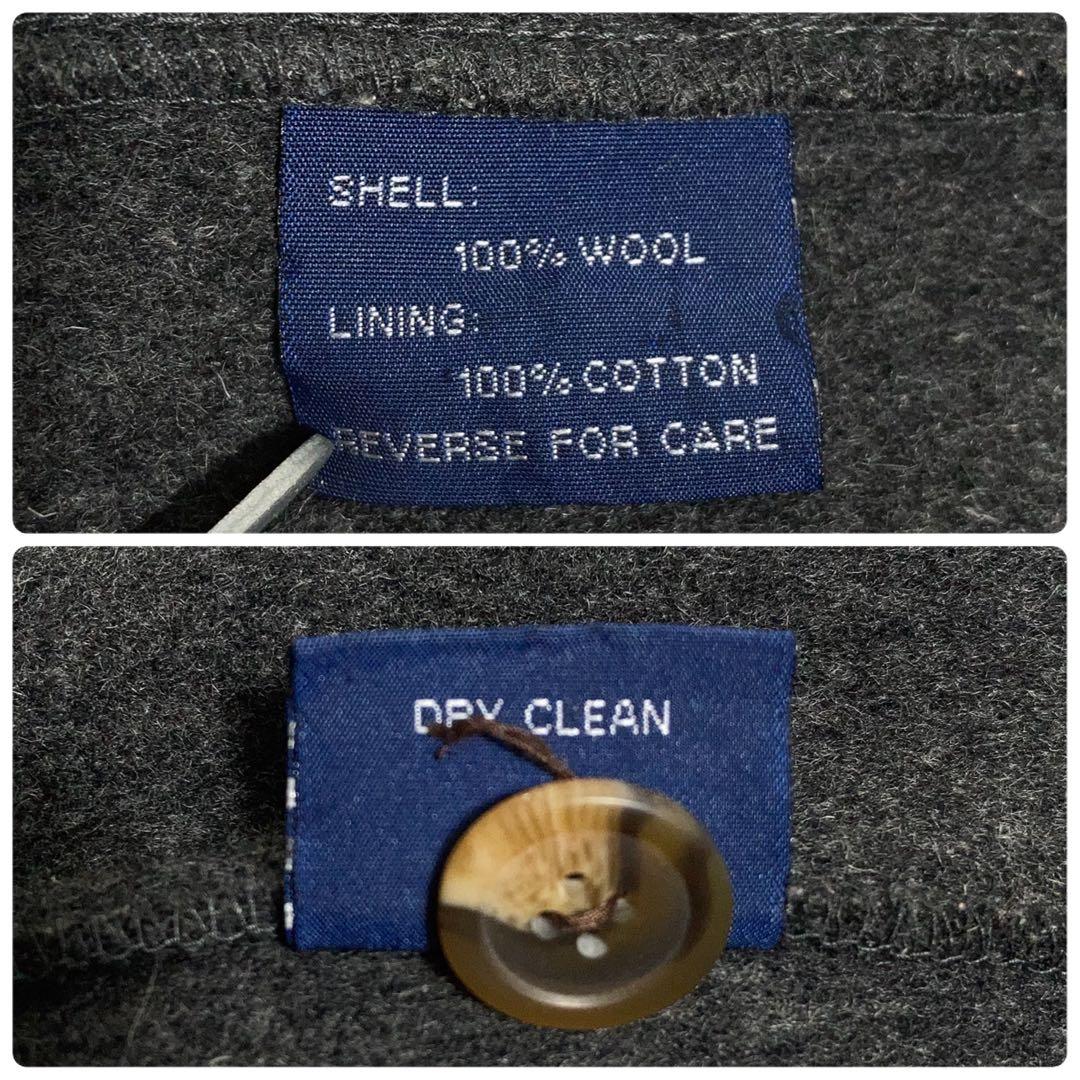 SHELL:
100% WOOL
LINING:
100% COTTON
REVERSE FOR CARE
DRY CLEAN